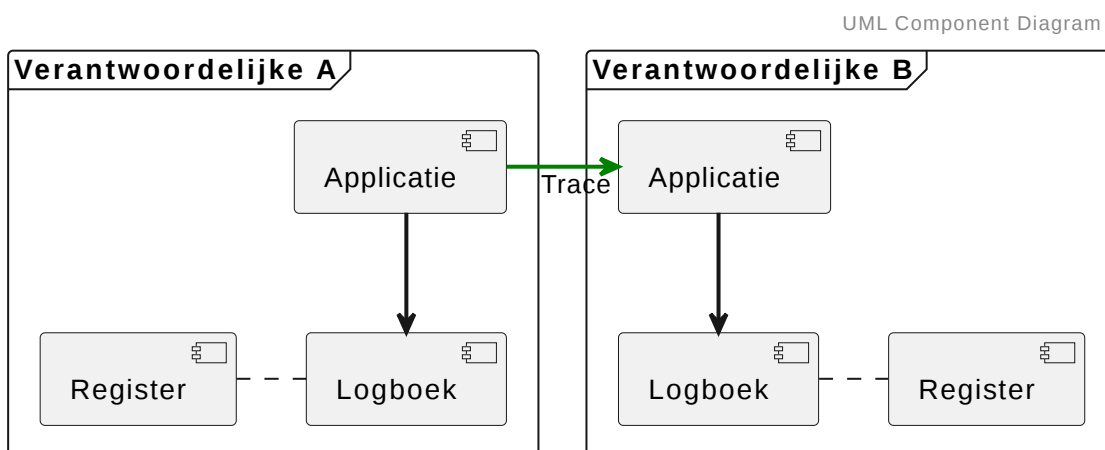 UML Component Diagram
Verantwoordelijke A
Verantwoordelijke B
Applicatie
Trace
Applicatie
Register
Logboek
Logboek
Register